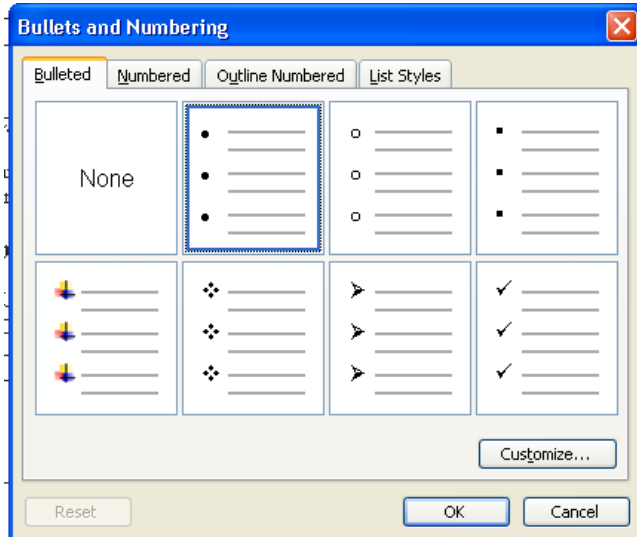 Bullets and Numbering
Bulleted Numbered Outline Numbered List Styles
None
Customize...
Reset OK Cancel